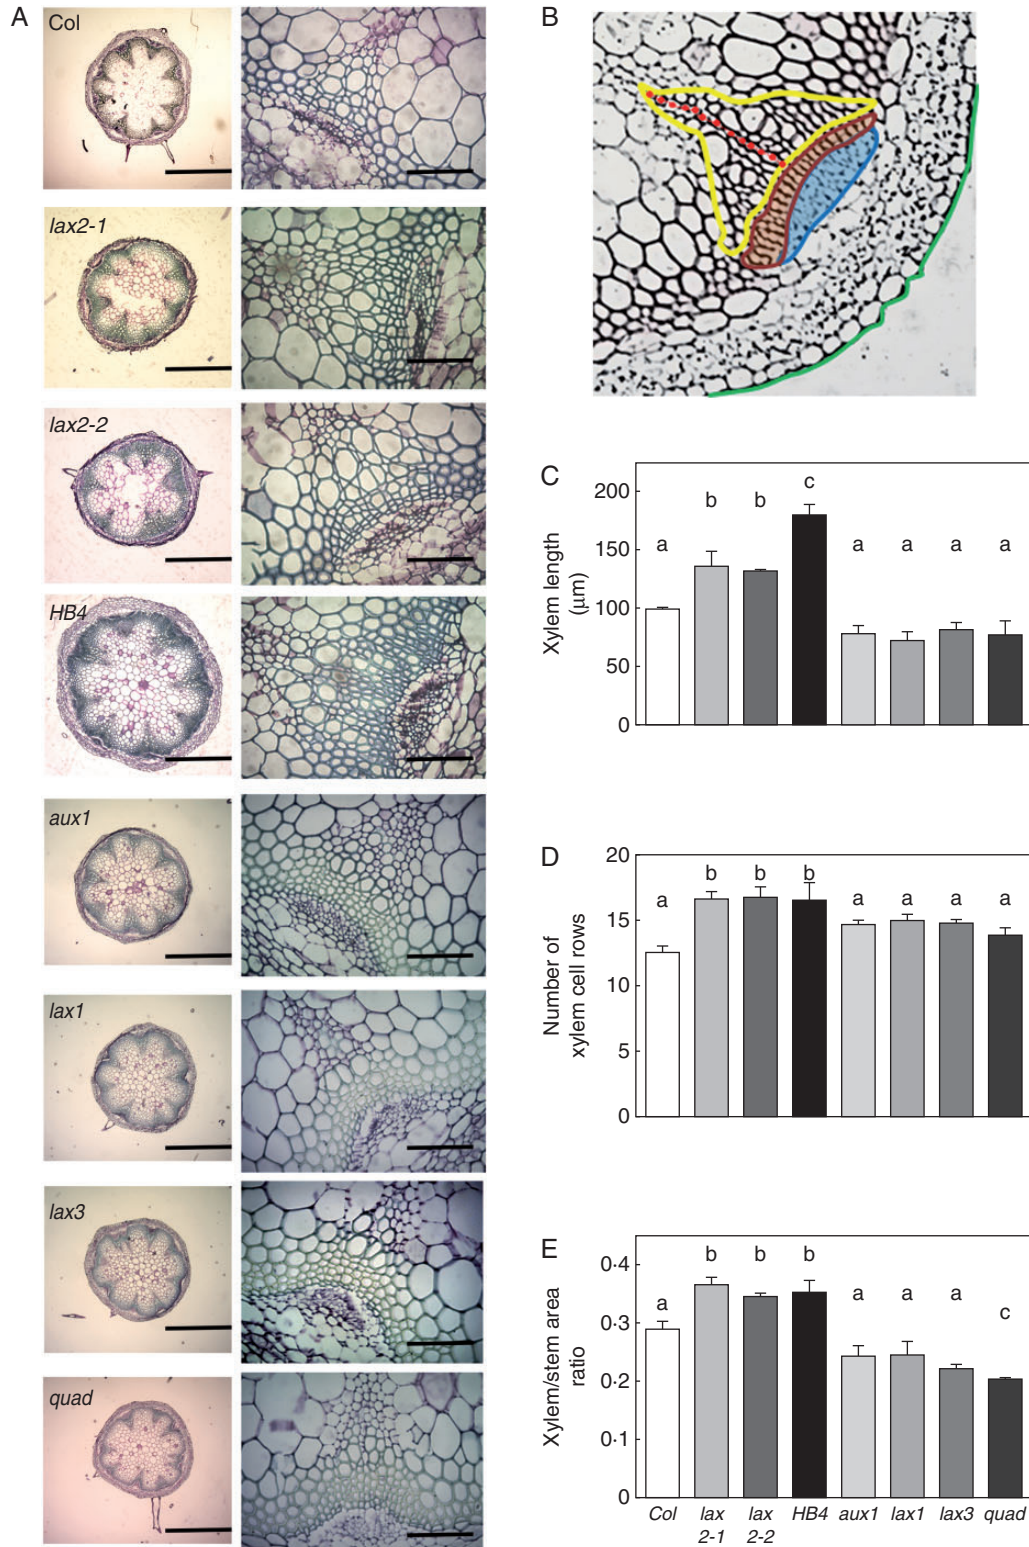 A
Col
lax2-1
lax2-2
HB4
aux1
lax1
lax3
quad
B
C
Xylem length
(μm)
200
150
100
50
0
a
b
b
c
a
a
a
a
D
Number of
xylem cell rows
20
15
10
5
0
a
b
b
b
a
a
a
a
E
Xylem/stem area
ratio
0·4
0·3
0·2
0·1
0
a
b
b
b
a
a
a
c
Col
lax
2-1
lax
2-2
HB4
aux1
lax1
lax3
quad